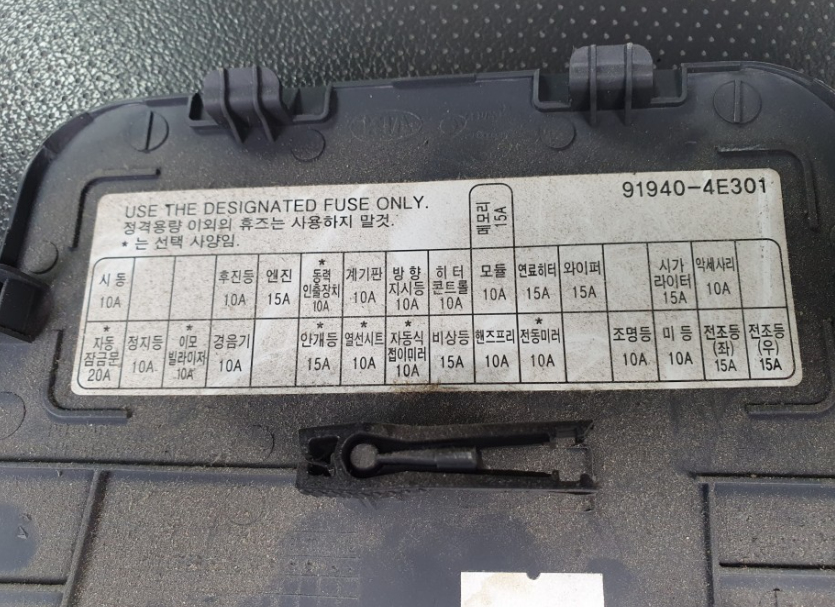 KIA
91940-4E301
USE THE DESIGNATED FUSE ONLY.
정격용량 이외의 휴즈는 사용하지 말것.
* 는 선택 사양임.
메모리 15A
시동 10A
후진등 10A
엔진 15A
* 동력인출장치 10A
계기판 10A
방향지시등 10A
히터콘트롤 10A
모듈 10A
연료히터 15A
와이퍼 15A
시가라이터 15A
악세사리 10A
* 자동잠금문 20A
정지등 10A
* 이모빌라이저 10A
경음기 10A
* 안개등 15A
* 열선시트 10A
* 자동식접이미러 10A
비상등 15A
핸즈프리 10A
* 전동미러 10A
조명등 10A
미등 10A
전조등(좌) 15A
전조등(우) 15A